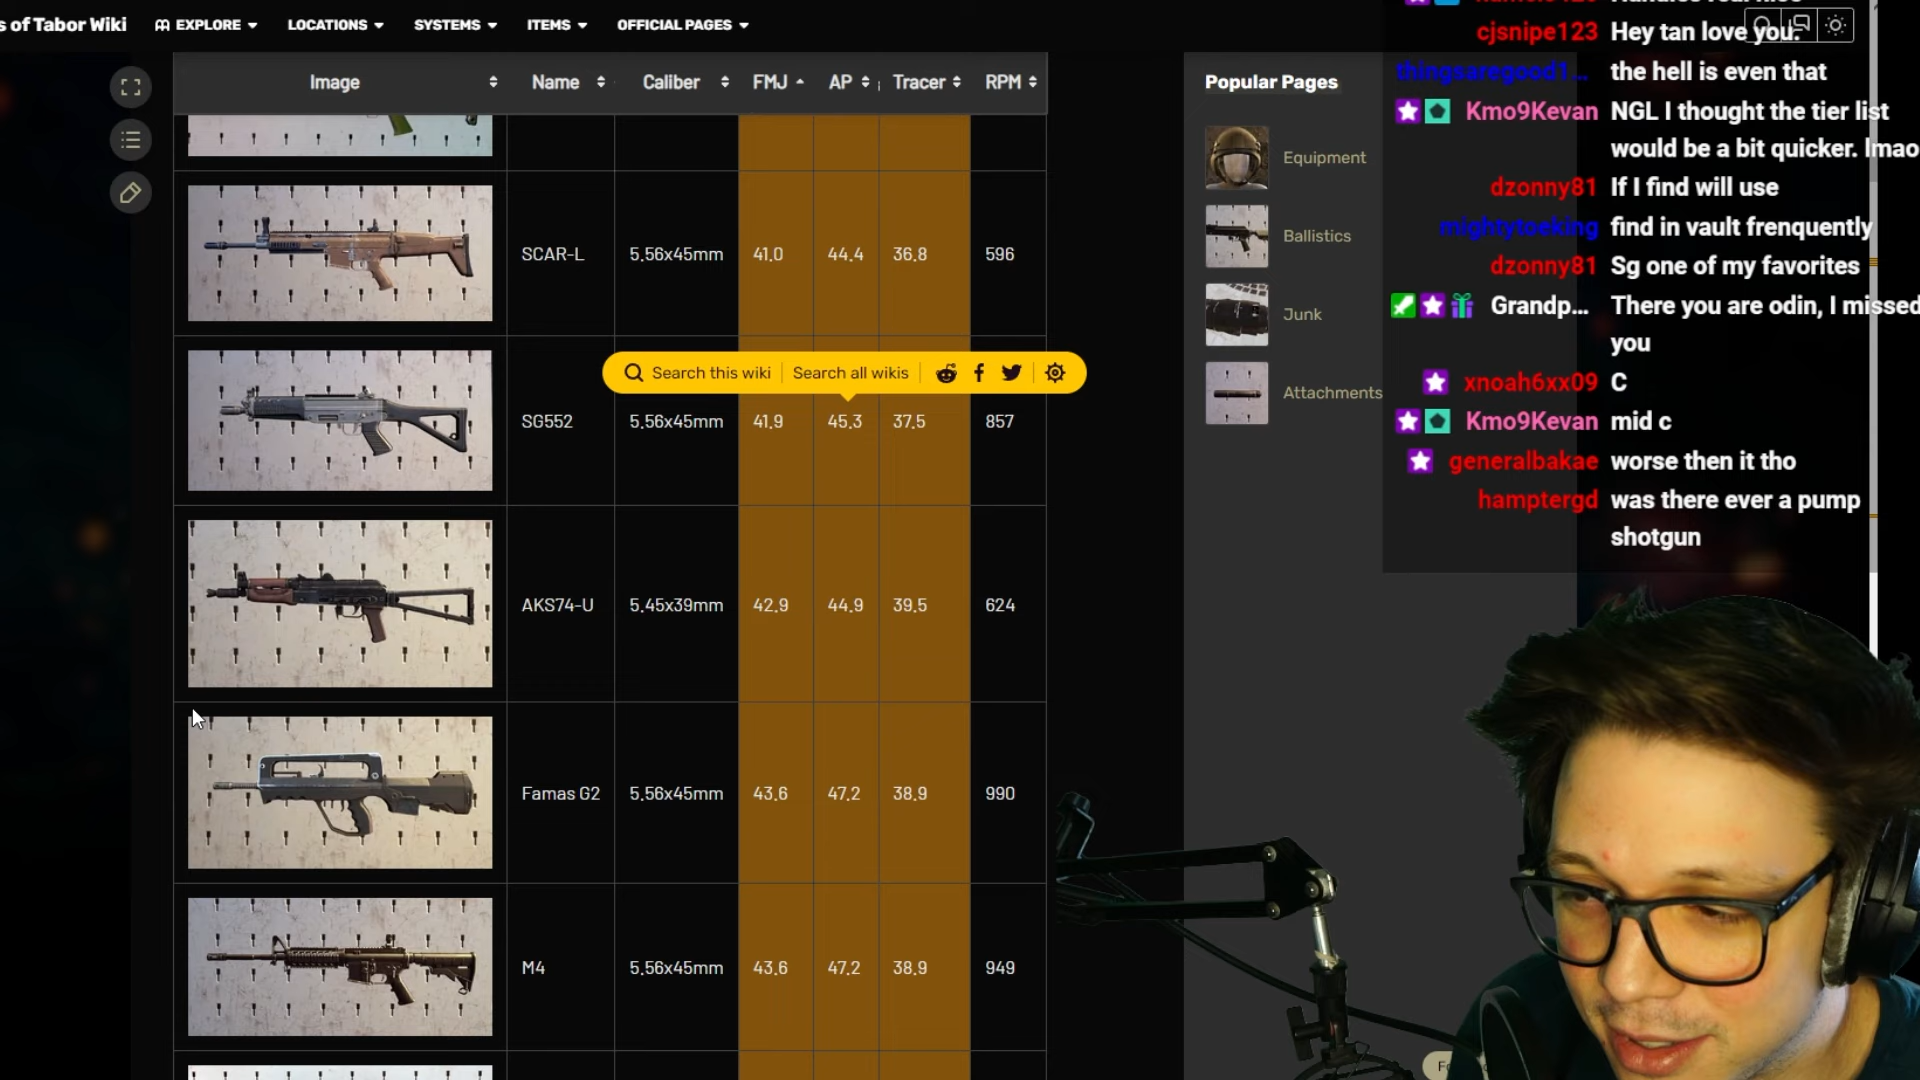 s of Tabor Wiki EXPLORE LOCATIONS SYSTEMS ITEMS OFFICIAL PAGES
Image Name Caliber FMJ AP Tracer RPM
SCAR-L 5.56x45mm 41.0 44.4 36.8 596
Search this wiki Search all wikis
SG552 5.56x45mm 41.9 45.3 37.5 857
AKS74-U 5.45x39mm 42.9 44.9 39.5 624
Famas G2 5.56x45mm 43.6 47.2 38.9 990
M4 5.56x45mm 43.6 47.2 38.9 949
Popular Pages
Equipment
Ballistics
Junk
Attachments
cjsnipe123 Hey tan love you.
thingsaregood1... the hell is even that
Kmo9Kevan NGL I thought the tier list
would be a bit quicker. lmao
dzonny81 If I find will use
mightytoeking find in vault frenquently
dzonny81 Sg one of my favorites
Grandp... There you are odin, I missed
you
xnoah6xx09 C
Kmo9Kevan mid c
generalbakae worse then it tho
hamptergd was there ever a pump
shotgun